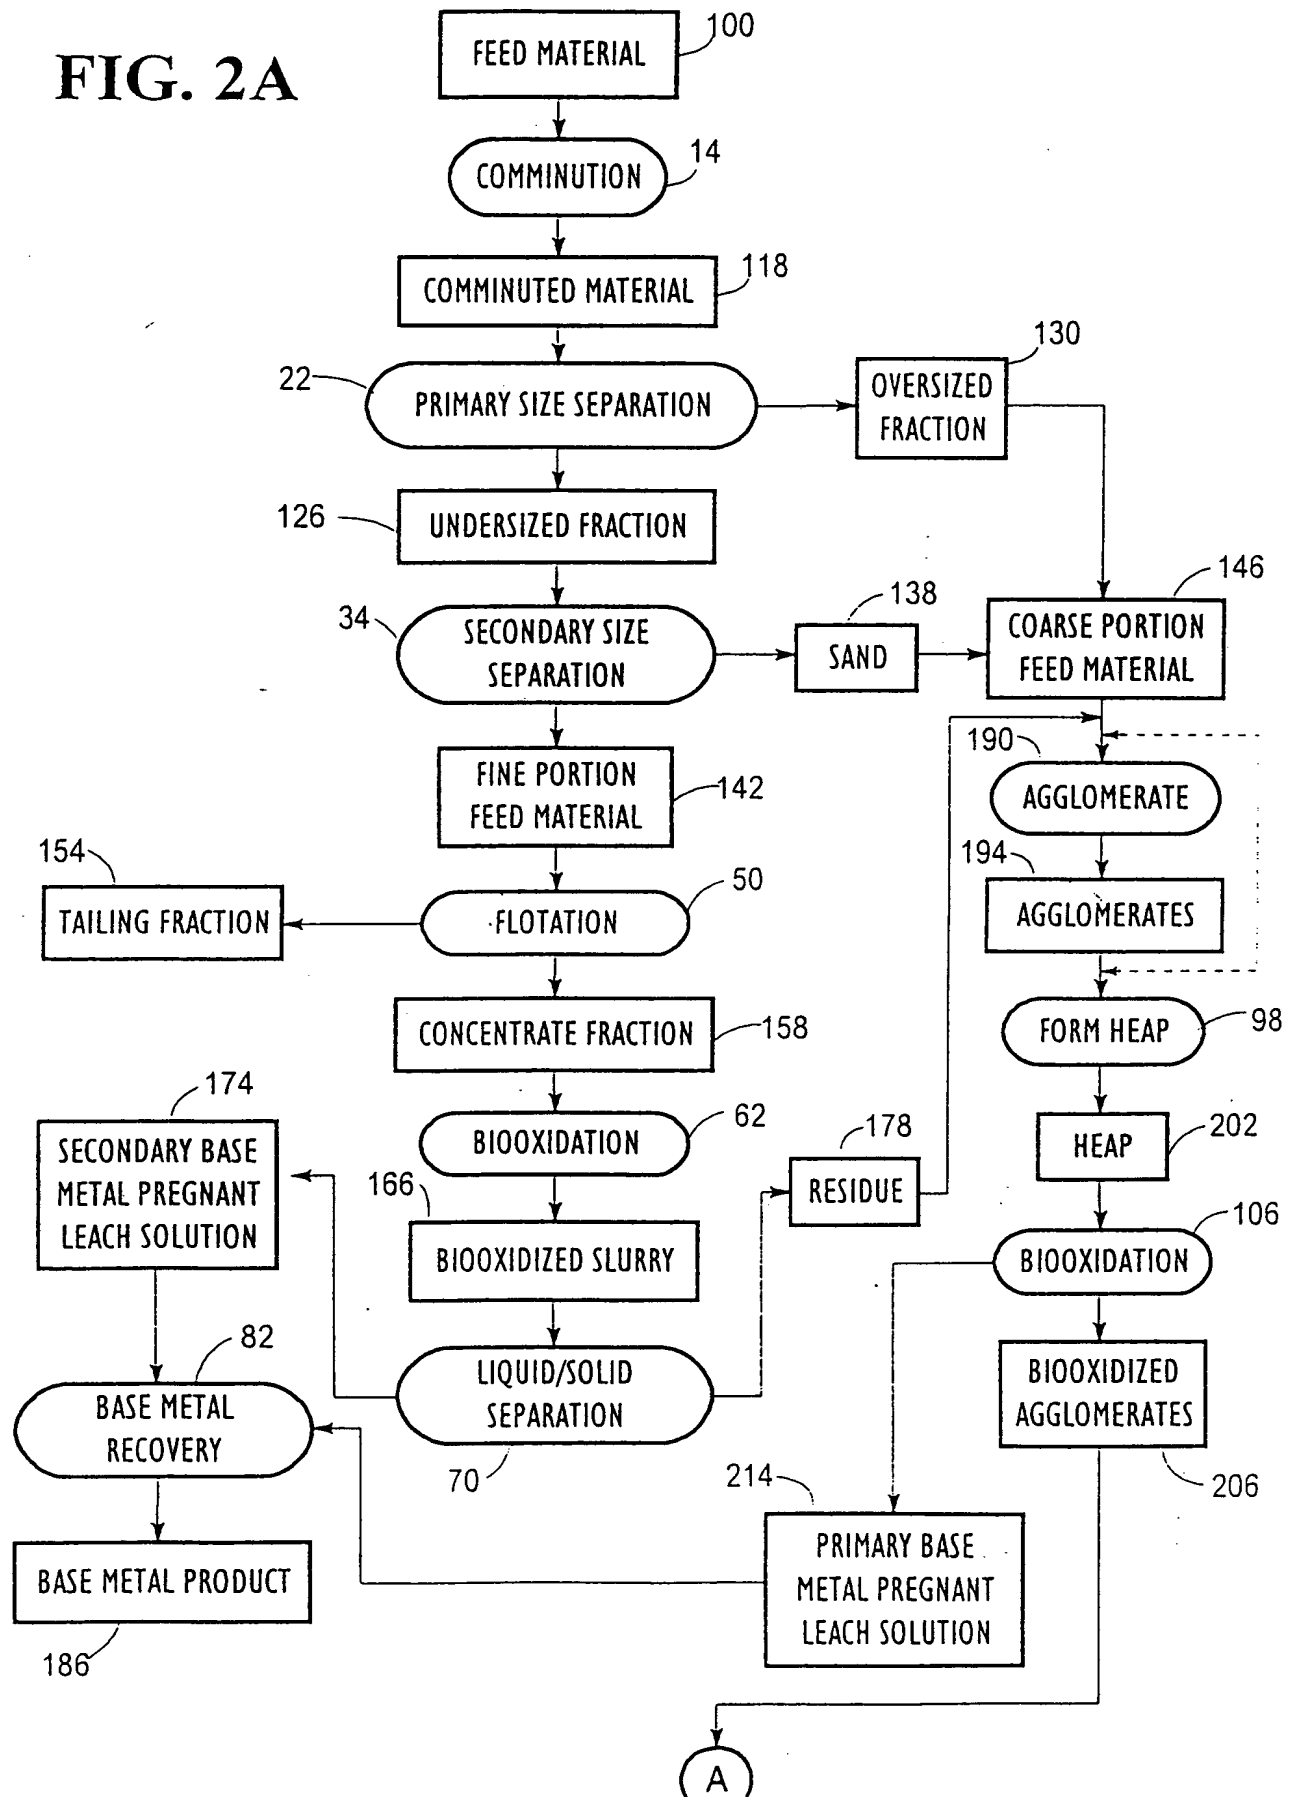 FIG. 2A
FEED MATERIAL
100
COMMINUTION
14
COMMINUTED MATERIAL
118
22
PRIMARY SIZE SEPARATION
OVERSIZED
FRACTION
130
126
UNDERSIZED FRACTION
34
SECONDARY SIZE
SEPARATION
138
SAND
146
COARSE PORTION
FEED MATERIAL
FINE PORTION
FEED MATERIAL
142
190
AGGLOMERATE
154
TAILING FRACTION
50
FLOTATION
194
AGGLOMERATES
CONCENTRATE FRACTION
158
FORM HEAP
98
174
SECONDARY BASE
METAL PREGNANT
LEACH SOLUTION
BIOOXIDATION
62
178
RESIDUE
HEAP
202
166
BIOOXIDIZED SLURRY
106
BIOOXIDATION
82
BASE METAL
RECOVERY
LIQUID/SOLID
SEPARATION
70
BIOOXIDIZED
AGGLOMERATES
206
214
PRIMARY BASE
METAL PREGNANT
LEACH SOLUTION
BASE METAL PRODUCT
186
A